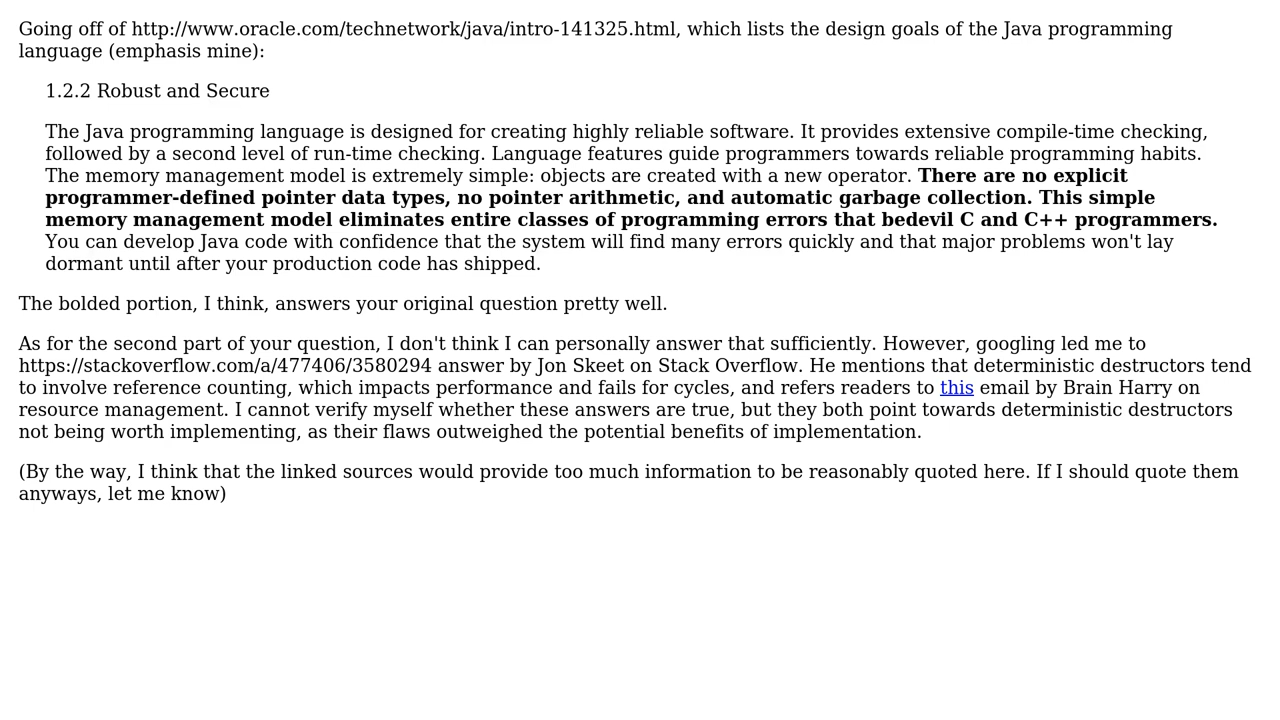 Going off of http://www.oracle.com/technetwork/java/intro-141325.html, which lists the design goals of the Java programming
language (emphasis mine):
1.2.2 Robust and Secure
The Java programming language is designed for creating highly reliable software. It provides extensive compile-time checking,
followed by a second level of run-time checking. Language features guide programmers towards reliable programming habits.
The memory management model is extremely simple: objects are created with a new operator. There are no explicit
programmer-defined pointer data types, no pointer arithmetic, and automatic garbage collection. This simple
memory management model eliminates entire classes of programming errors that bedevil C and C++ programmers.
You can develop Java code with confidence that the system will find many errors quickly and that major problems won't lay
dormant until after your production code has shipped.
The bolded portion, I think, answers your original question pretty well.
As for the second part of your question, I don't think I can personally answer that sufficiently. However, googling led me to
https://stackoverflow.com/a/477406/3580294 answer by Jon Skeet on Stack Overflow. He mentions that deterministic destructors tend
to involve reference counting, which impacts performance and fails for cycles, and refers readers to this email by Brain Harry on
resource management. I cannot verify myself whether these answers are true, but they both point towards deterministic destructors
not being worth implementing, as their flaws outweighed the potential benefits of implementation.
(By the way, I think that the linked sources would provide too much information to be reasonably quoted here. If I should quote them
anyways, let me know)